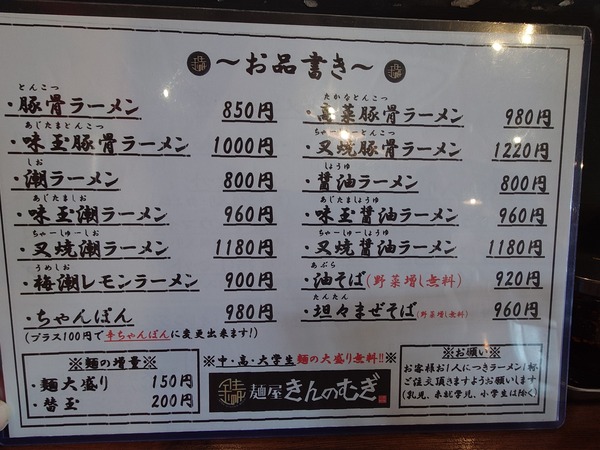 ～お品書き～
とんこつ
・豚骨ラーメン 850円
あじたまとんこつ
・味玉豚骨ラーメン 1000円
しお
・潮ラーメン 800円
あじたましお
・味玉潮ラーメン 960円
ちゃーしゅーしお
・叉焼潮ラーメン 1180円
うめしお
・梅潮レモンラーメン 900円
・ちゃんぽん 980円
(プラス100円で辛ちゃんぽんに変更出来ます!)
たかなとんこつ
・高菜豚骨ラーメン 980円
ちゃーしゅーとんこつ
・叉焼豚骨ラーメン 1220円
しょうゆ
・醤油ラーメン 800円
あじたましょうゆ
・味玉醤油ラーメン 960円
ちゃーしゅーしょうゆ
・叉焼醤油ラーメン 1180円
あぶら
・油そば(野菜増し無料) 920円
たんたん
・坦々まぜそば(野菜増し無料) 960円
※麺の増量※
・麺大盛り 150円
・替玉 200円
※中・高・大学生麺の大盛り無料!!※
麺屋きんのむぎ
※お願い※
お客様お1人につきラーメン1杯
ご注文頂きますようお願いします
(乳児、未就学児、小学生は除く)